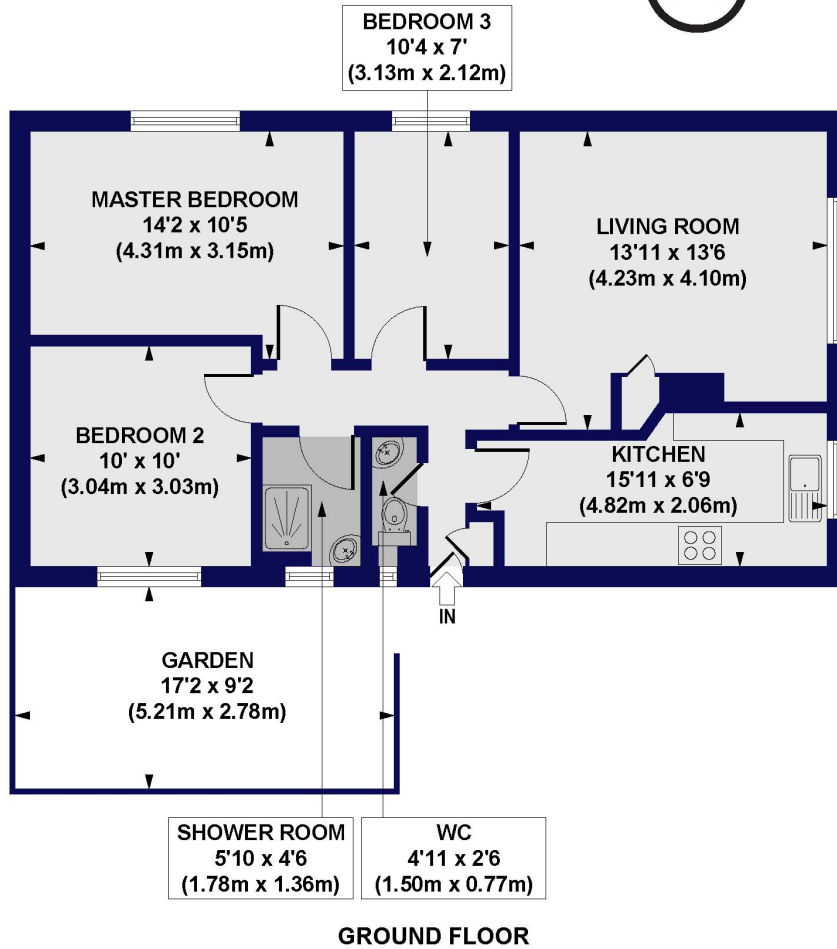 BEDROOM 3
10'4 x 7'
(3.13m x 2.12m)
MASTER BEDROOM
14'2 x 10'5
(4.31m x 3.15m)
LIVING ROOM
13'11 x 13'6
(4.23m x 4.10m)
BEDROOM 2
10' x 10'
(3.04m x 3.03m)
KITCHEN
15'11 x 6'9
(4.82m x 2.06m)
IN
GARDEN
17'2 x 9'2
(5.21m x 2.78m)
SHOWER ROOM
5'10 x 4'6
(1.78m x 1.36m)
WC
4'11 x 2'6
(1.50m x 0.77m)
GROUND FLOOR